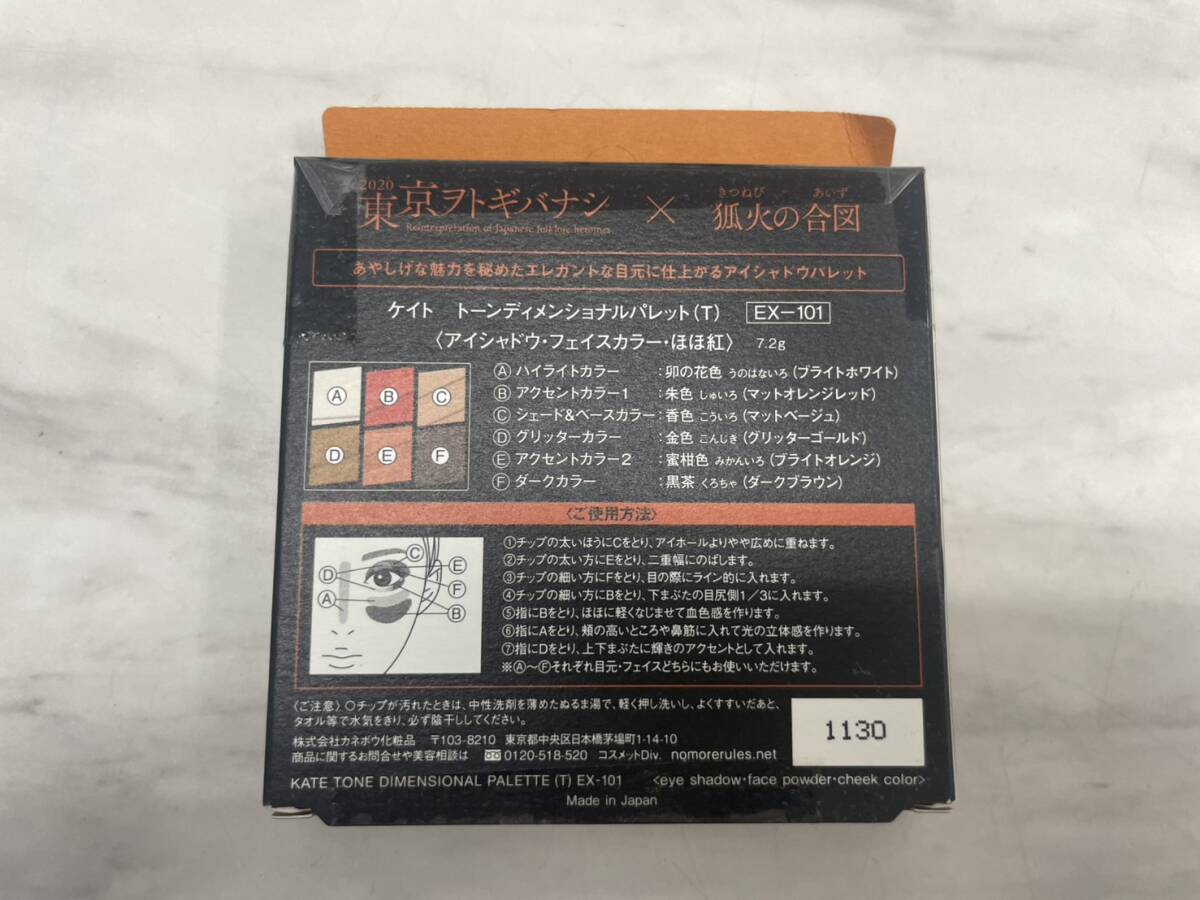 2020
東京ヲトギバナシ × 狐火の合図
きつねび あいず
Reinterpretation of Japanese folklore heroines
あやしげな魅力を秘めたエレガントな目元に仕上がるアイシャドウパレット
ケイト トーンディメンショナルパレット(T) EX-101
〈アイシャドウ・フェイスカラー・ほほ紅〉 7.2g
Ⓐ ハイライトカラー :卯の花色 うのはないろ (ブライトホワイト)
Ⓑ アクセントカラー1 :朱色 しゅいろ (マットオレンジレッド)
Ⓒ シェード&ベースカラー:香色 こういろ (マットベージュ)
Ⓓ グリッターカラー :金色 こんじき (グリッターゴールド)
Ⓔ アクセントカラー2 :蜜柑色 みかんいろ (ブライトオレンジ)
Ⓕ ダークカラー :黒茶 くろちゃ (ダークブラウン)
Ⓐ Ⓑ Ⓒ
Ⓓ Ⓔ Ⓕ
〈ご使用方法〉
Ⓒ Ⓔ
Ⓓ Ⓕ
Ⓐ Ⓑ
①チップの太いほうにCをとり、アイホールよりやや広めに重ねます。
②チップの太い方にEをとり、二重幅にのばします。
③チップの細い方にFをとり、目の際にライン的に入れます。
④チップの細い方にBをとり、下まぶたの目尻側1/3に入れます。
⑤指にBをとり、ほほに軽くなじませて血色感を作ります。
⑥指にAをとり、頬の高いところや鼻筋に入れて光の立体感を作ります。
⑦指にDをとり、上下まぶたに輝きのアクセントとして入れます。
※Ⓐ〜Ⓕそれぞれ目元・フェイスどちらにもお使いいただけます。
〈ご注意〉○チップが汚れたときは、中性洗剤を薄めたぬるま湯で、軽く押し洗いし、よくすすいだあと、
タオル等で水気をきり、必ず陰干ししてください。
株式会社カネボウ化粧品 〒103-8210 東京都中央区日本橋茅場町1-14-10
商品に関するお問合せや美容相談は 0120-518-520 コスメットDiv. nomorerules.net
1130
KATE TONE DIMENSIONAL PALETTE (T) EX-101 <eye shadow・face powder・cheek color>
Made in Japan